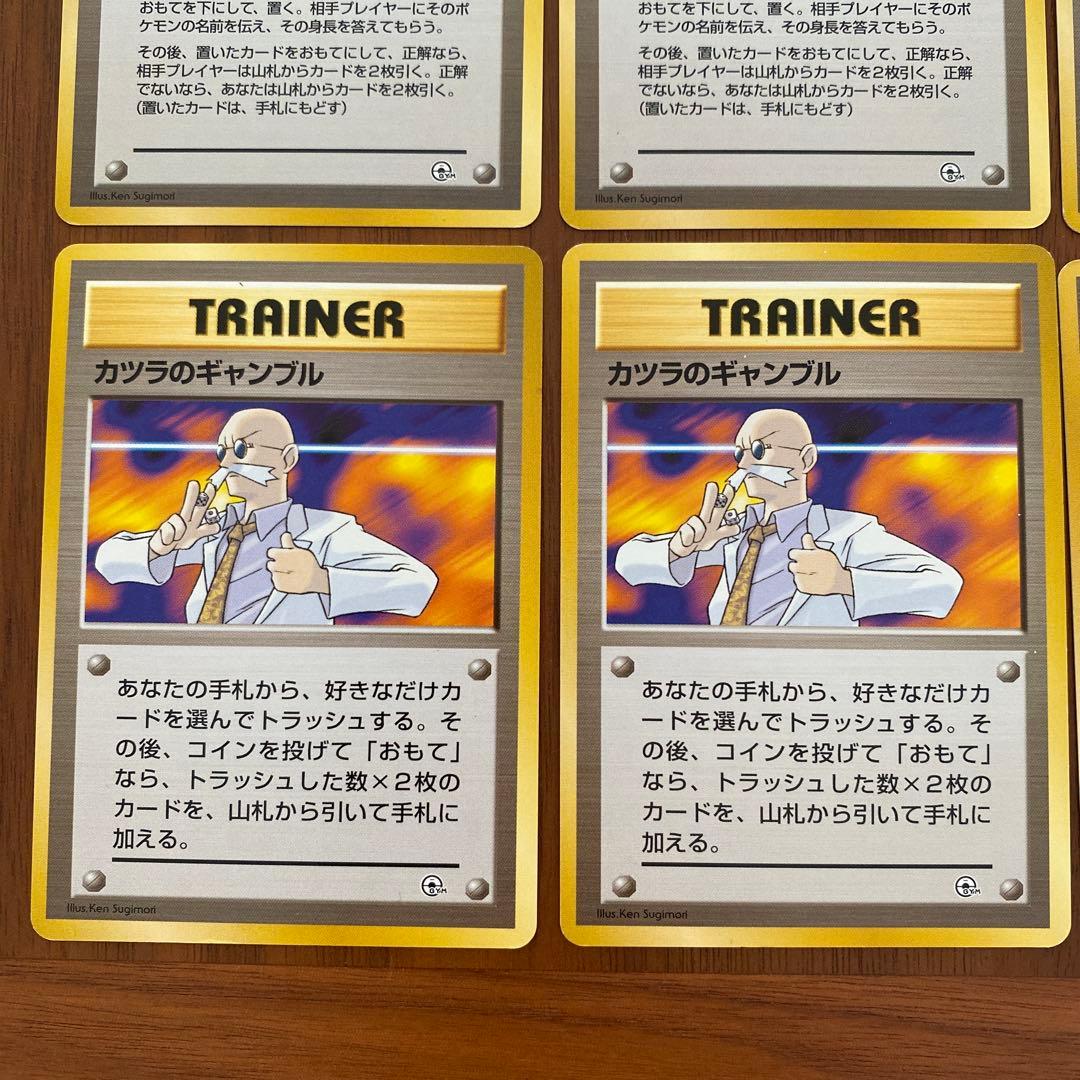 おもてを下にして、置く。相手プレイヤーにそのポ
ケモンの名前を伝え、その身長を答えてもらう。
その後、置いたカードをおもてにして、正解なら、
相手プレイヤーは山札からカードを2枚引く。正解
でないなら、あなたは山札からカードを2枚引く。
(置いたカードは、手札にもどす)
GYM
Illus.Ken Sugimori
おもてを下にして、置く。相手プレイヤーにそのポ
ケモンの名前を伝え、その身長を答えてもらう。
その後、置いたカードをおもてにして、正解なら、
相手プレイヤーは山札からカードを2枚引く。正解
でないなら、あなたは山札からカードを2枚引く。
(置いたカードは、手札にもどす)
GYM
Illus.Ken Sugimori
TRAINER
カツラのギャンブル
あなたの手札から、好きなだけカ
ードを選んでトラッシュする。そ
の後、コインを投げて「おもて」
なら、トラッシュした数×2枚の
カードを、山札から引いて手札に
加える。
GYM
Illus.Ken Sugimori
TRAINER
カツラのギャンブル
あなたの手札から、好きなだけカ
ードを選んでトラッシュする。そ
の後、コインを投げて「おもて」
なら、トラッシュした数×2枚の
カードを、山札から引いて手札に
加える。
GYM
Illus.Ken Sugimori